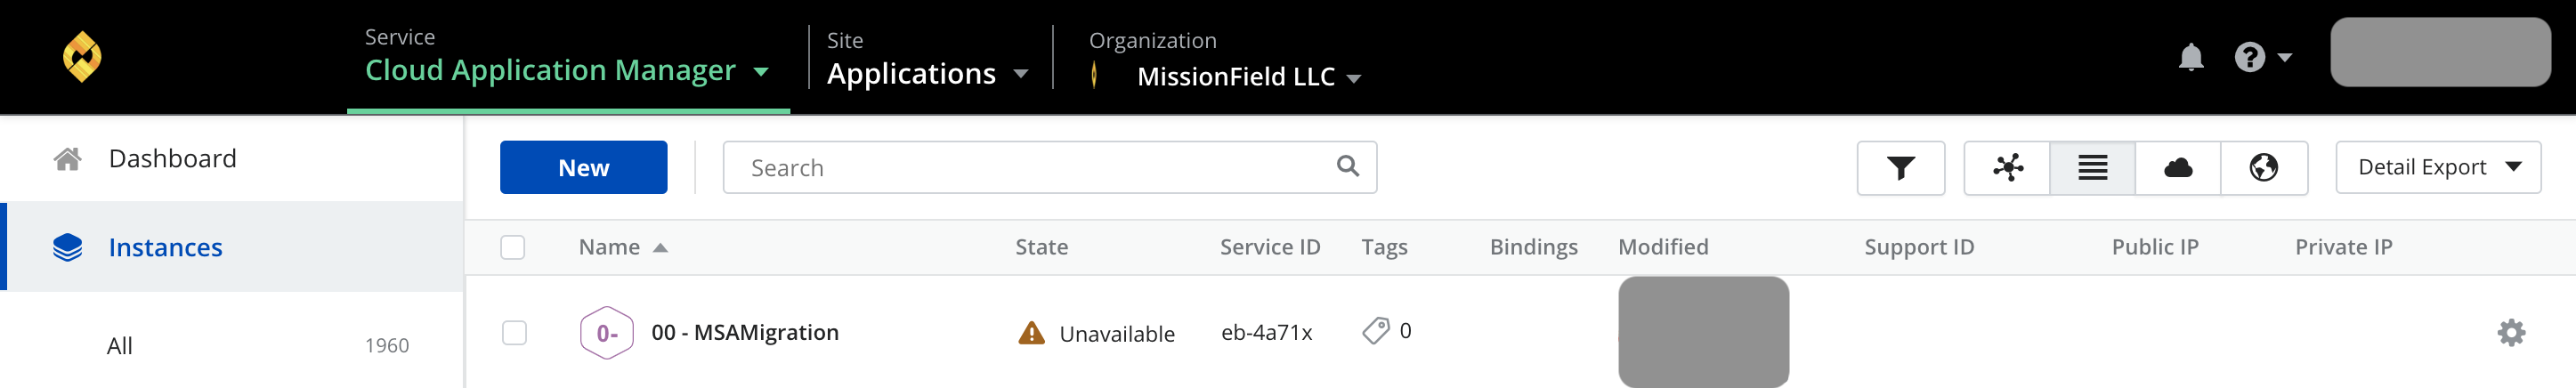 Service
Cloud Application Manager
Site
Applications
Organization
MissionField LLC
Dashboard
Instances
All 1960
New
Search
Detail Export
Name State Service ID Tags Bindings Modified Support ID Public IP Private IP
0- 00 - MSAMigration Unavailable eb-4a71x 0